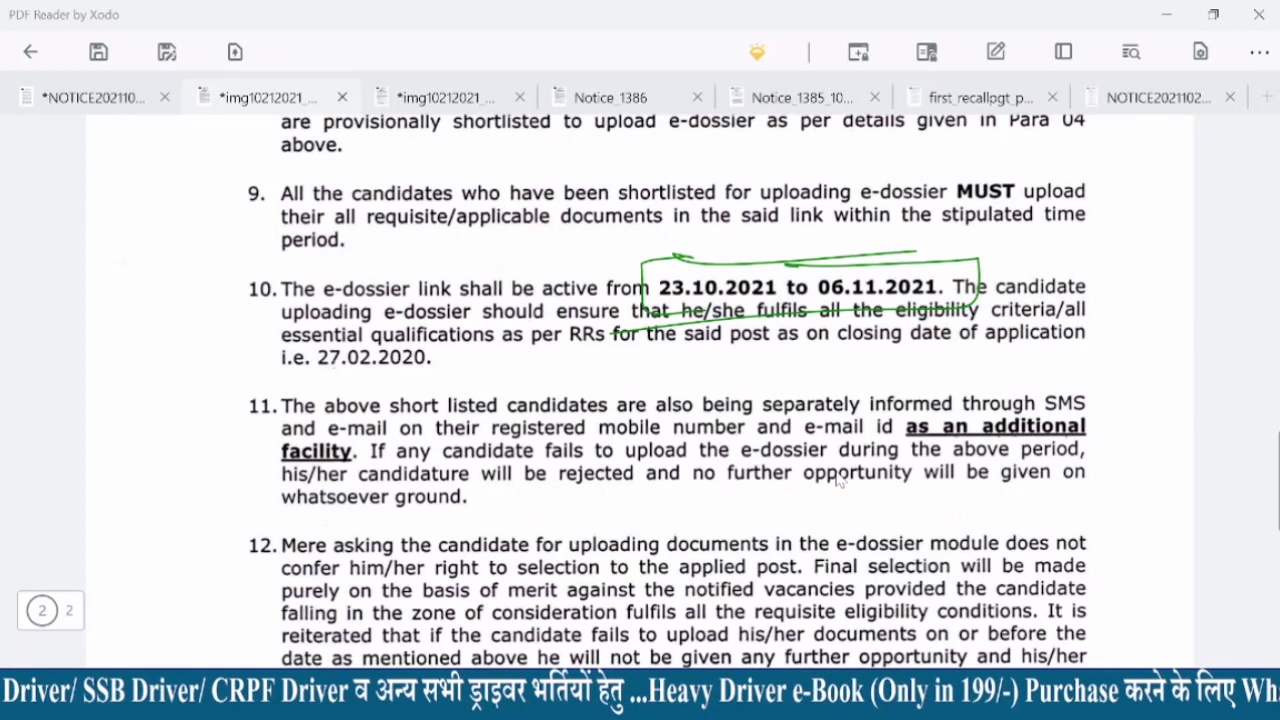 PDF Reader by Xodo
*NOTICE202110...
*img10212021_...
*img10212021_...
Notice_1386
Notice_1385_10...
first_recallpgt_p...
NOTICE2021102...
are provisionally shortlisted to upload e-dossier as per details given in Para 04
above.
9. All the candidates who have been shortlisted for uploading e-dossier MUST upload
their all requisite/applicable documents in the said link within the stipulated time
period.
10. The e-dossier link shall be active from 23.10.2021 to 06.11.2021. The candidate
uploading e-dossier should ensure that he/she fulfils all the eligibility criteria/all
essential qualifications as per RRs for the said post as on closing date of application
i.e. 27.02.2020.
11. The above short listed candidates are also being separately informed through SMS
and e-mail on their registered mobile number and e-mail id as an additional
facility. If any candidate fails to upload the e-dossier during the above period,
his/her candidature will be rejected and no further opportunity will be given on
whatsoever ground.
12. Mere asking the candidate for uploading documents in the e-dossier module does not
confer him/her right to selection to the applied post. Final selection will be made
purely on the basis of merit against the notified vacancies provided the candidate
falling in the zone of consideration fulfils all the requisite eligibility conditions. It is
reiterated that if the candidate fails to upload his/her documents on or before the
date as mentioned above he will not be given any further opportunity and his/her
2 2
Driver/ SSB Driver/ CRPF Driver व अन्य सभी ड्राइवर भर्तियों हेतु ...Heavy Driver e-Book (Only in 199/-) Purchase करने के लिए Wh